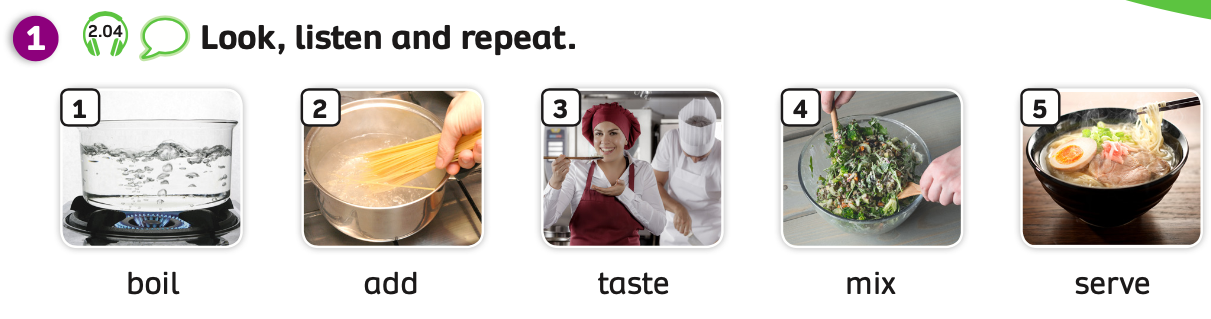 1 2.04 Look, listen and repeat.
1 2 3 4 5
boil add taste mix serve